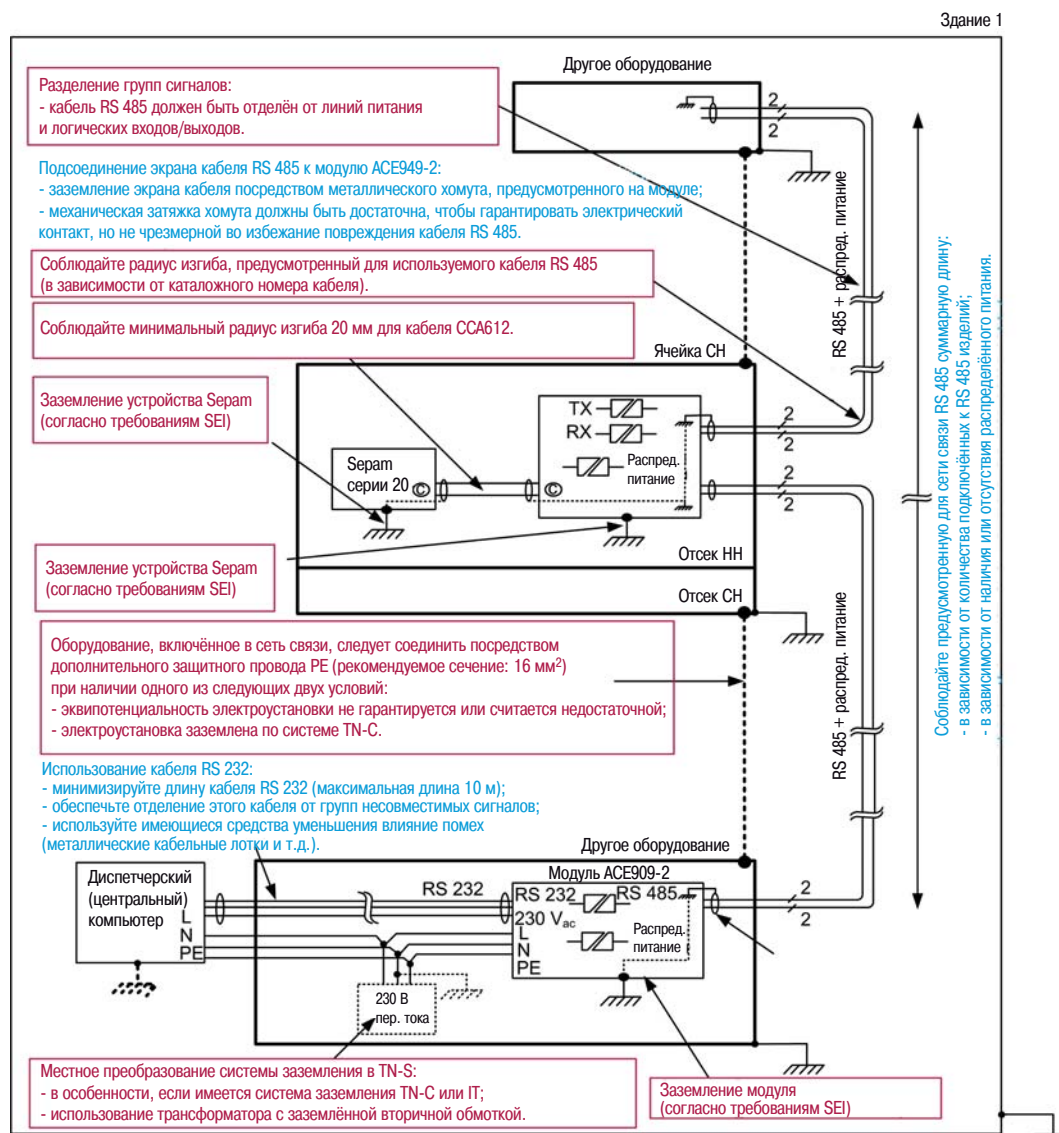 Здание 1
Другое оборудование
Разделение групп сигналов:
- кабель RS 485 должен быть отделён от линий питания
и логических входов/выходов.
2
2
Подсоединение экрана кабеля RS 485 к модулю ACE949-2:
- заземление экрана кабеля посредством металлического хомута, предусмотренного на модуле;
- механическая затяжка хомута должны быть достаточна, чтобы гарантировать электрический
контакт, но не чрезмерной во избежание повреждения кабеля RS 485.
RS 485 + распред. питание
Соблюдайте предусмотренную для сети связи RS 485 суммарную длину:
- в зависимости от количества подключённых к RS 485 изделий;
- в зависимости от наличия или отсутствия распределённого питания.
Соблюдайте радиус изгиба, предусмотренный для используемого кабеля RS 485
(в зависимости от каталожного номера кабеля).
Соблюдайте минимальный радиус изгиба 20 мм для кабеля CCA612.
Ячейка СН
Заземление устройства Sepam
(согласно требованиям SEI)
TX
RX
2
2
Sepam
серии 20
©
©
Распред.
питание
2
2
Отсек НН
Заземление устройства Sepam
(согласно требованиям SEI)
Отсек СН
Оборудование, включённое в сеть связи, следует соединить посредством
дополнительного защитного провода PE (рекомендуемое сечение: 16 мм²)
при наличии одного из следующих двух условий:
- эквипотенциальность электроустановки не гарантируется или считается недостаточной;
- электроустановка заземлена по системе TN-C.
RS 485 + распред. питание
Использование кабеля RS 232:
- минимизируйте длину кабеля RS 232 (максимальная длина 10 м);
- обеспечьте отделение этого кабеля от групп несовместимых сигналов;
- используйте имеющиеся средства уменьшения влияние помех
(металлические кабельные лотки и т.д.).
Другое оборудование
Диспетчерский
(центральный)
компьютер
L
N
PE
RS 232
Модуль ACE909-2
RS 232
RS 485
230 Vac
L
N
PE
Распред.
питание
2
2
230 В
пер. тока
Местное преобразование системы заземления в TN-S:
- в особенности, если имеется система заземления TN-C или IT;
- использование трансформатора с заземлённой вторичной обмоткой.
Заземление модуля
(согласно требованиям SEI)